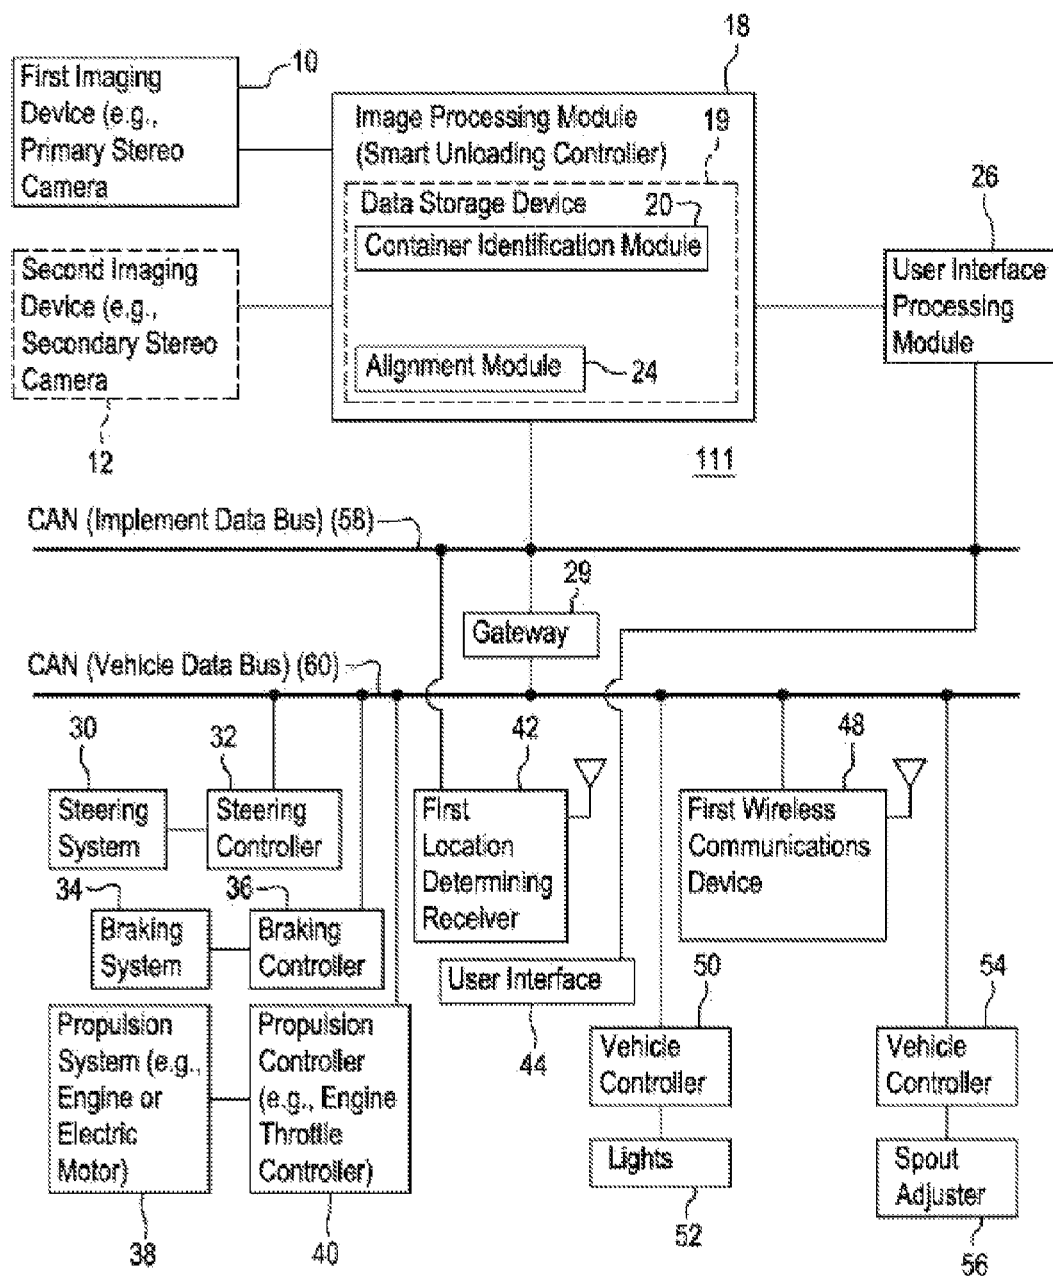 18
First Imaging
Device (e.g.,
Primary Stereo
Camera
10
Image Processing Module
(Smart Unloading Controller)
19
Data Storage Device
20
Container Identification Module
Alignment Module
24
Second Imaging
Device (e.g.,
Secondary Stereo
Camera
12
26
User Interface
Processing
Module
111
CAN (Implement Data Bus) (58)
29
Gateway
CAN (Vehicle Data Bus) (60)
30
Steering
System
32
Steering
Controller
34
Braking
System
36
Braking
Controller
42
First
Location
Determining
Receiver
User Interface
44
48
First Wireless
Communications
Device
Propulsion
System (e.g.,
Engine or
Electric
Motor)
38
Propulsion
Controller
(e.g., Engine
Throttle
Controller)
40
50
Vehicle
Controller
Lights
52
54
Vehicle
Controller
Spout
Adjuster
56